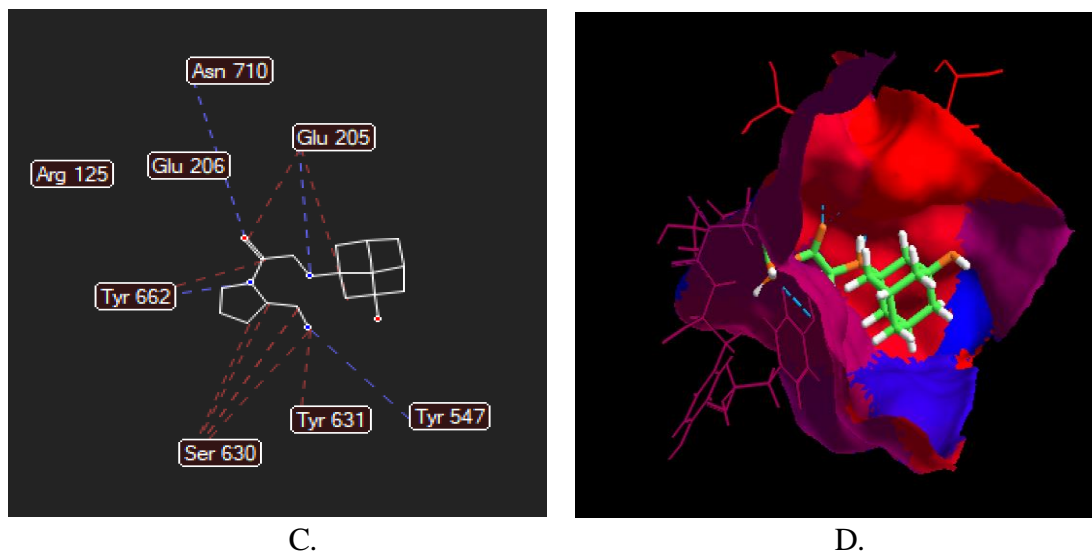 Asn 710
Glu 205
Glu 206
Arg 125
Tyr 662
Tyr 631
Tyr 547
Ser 630
C.
D.